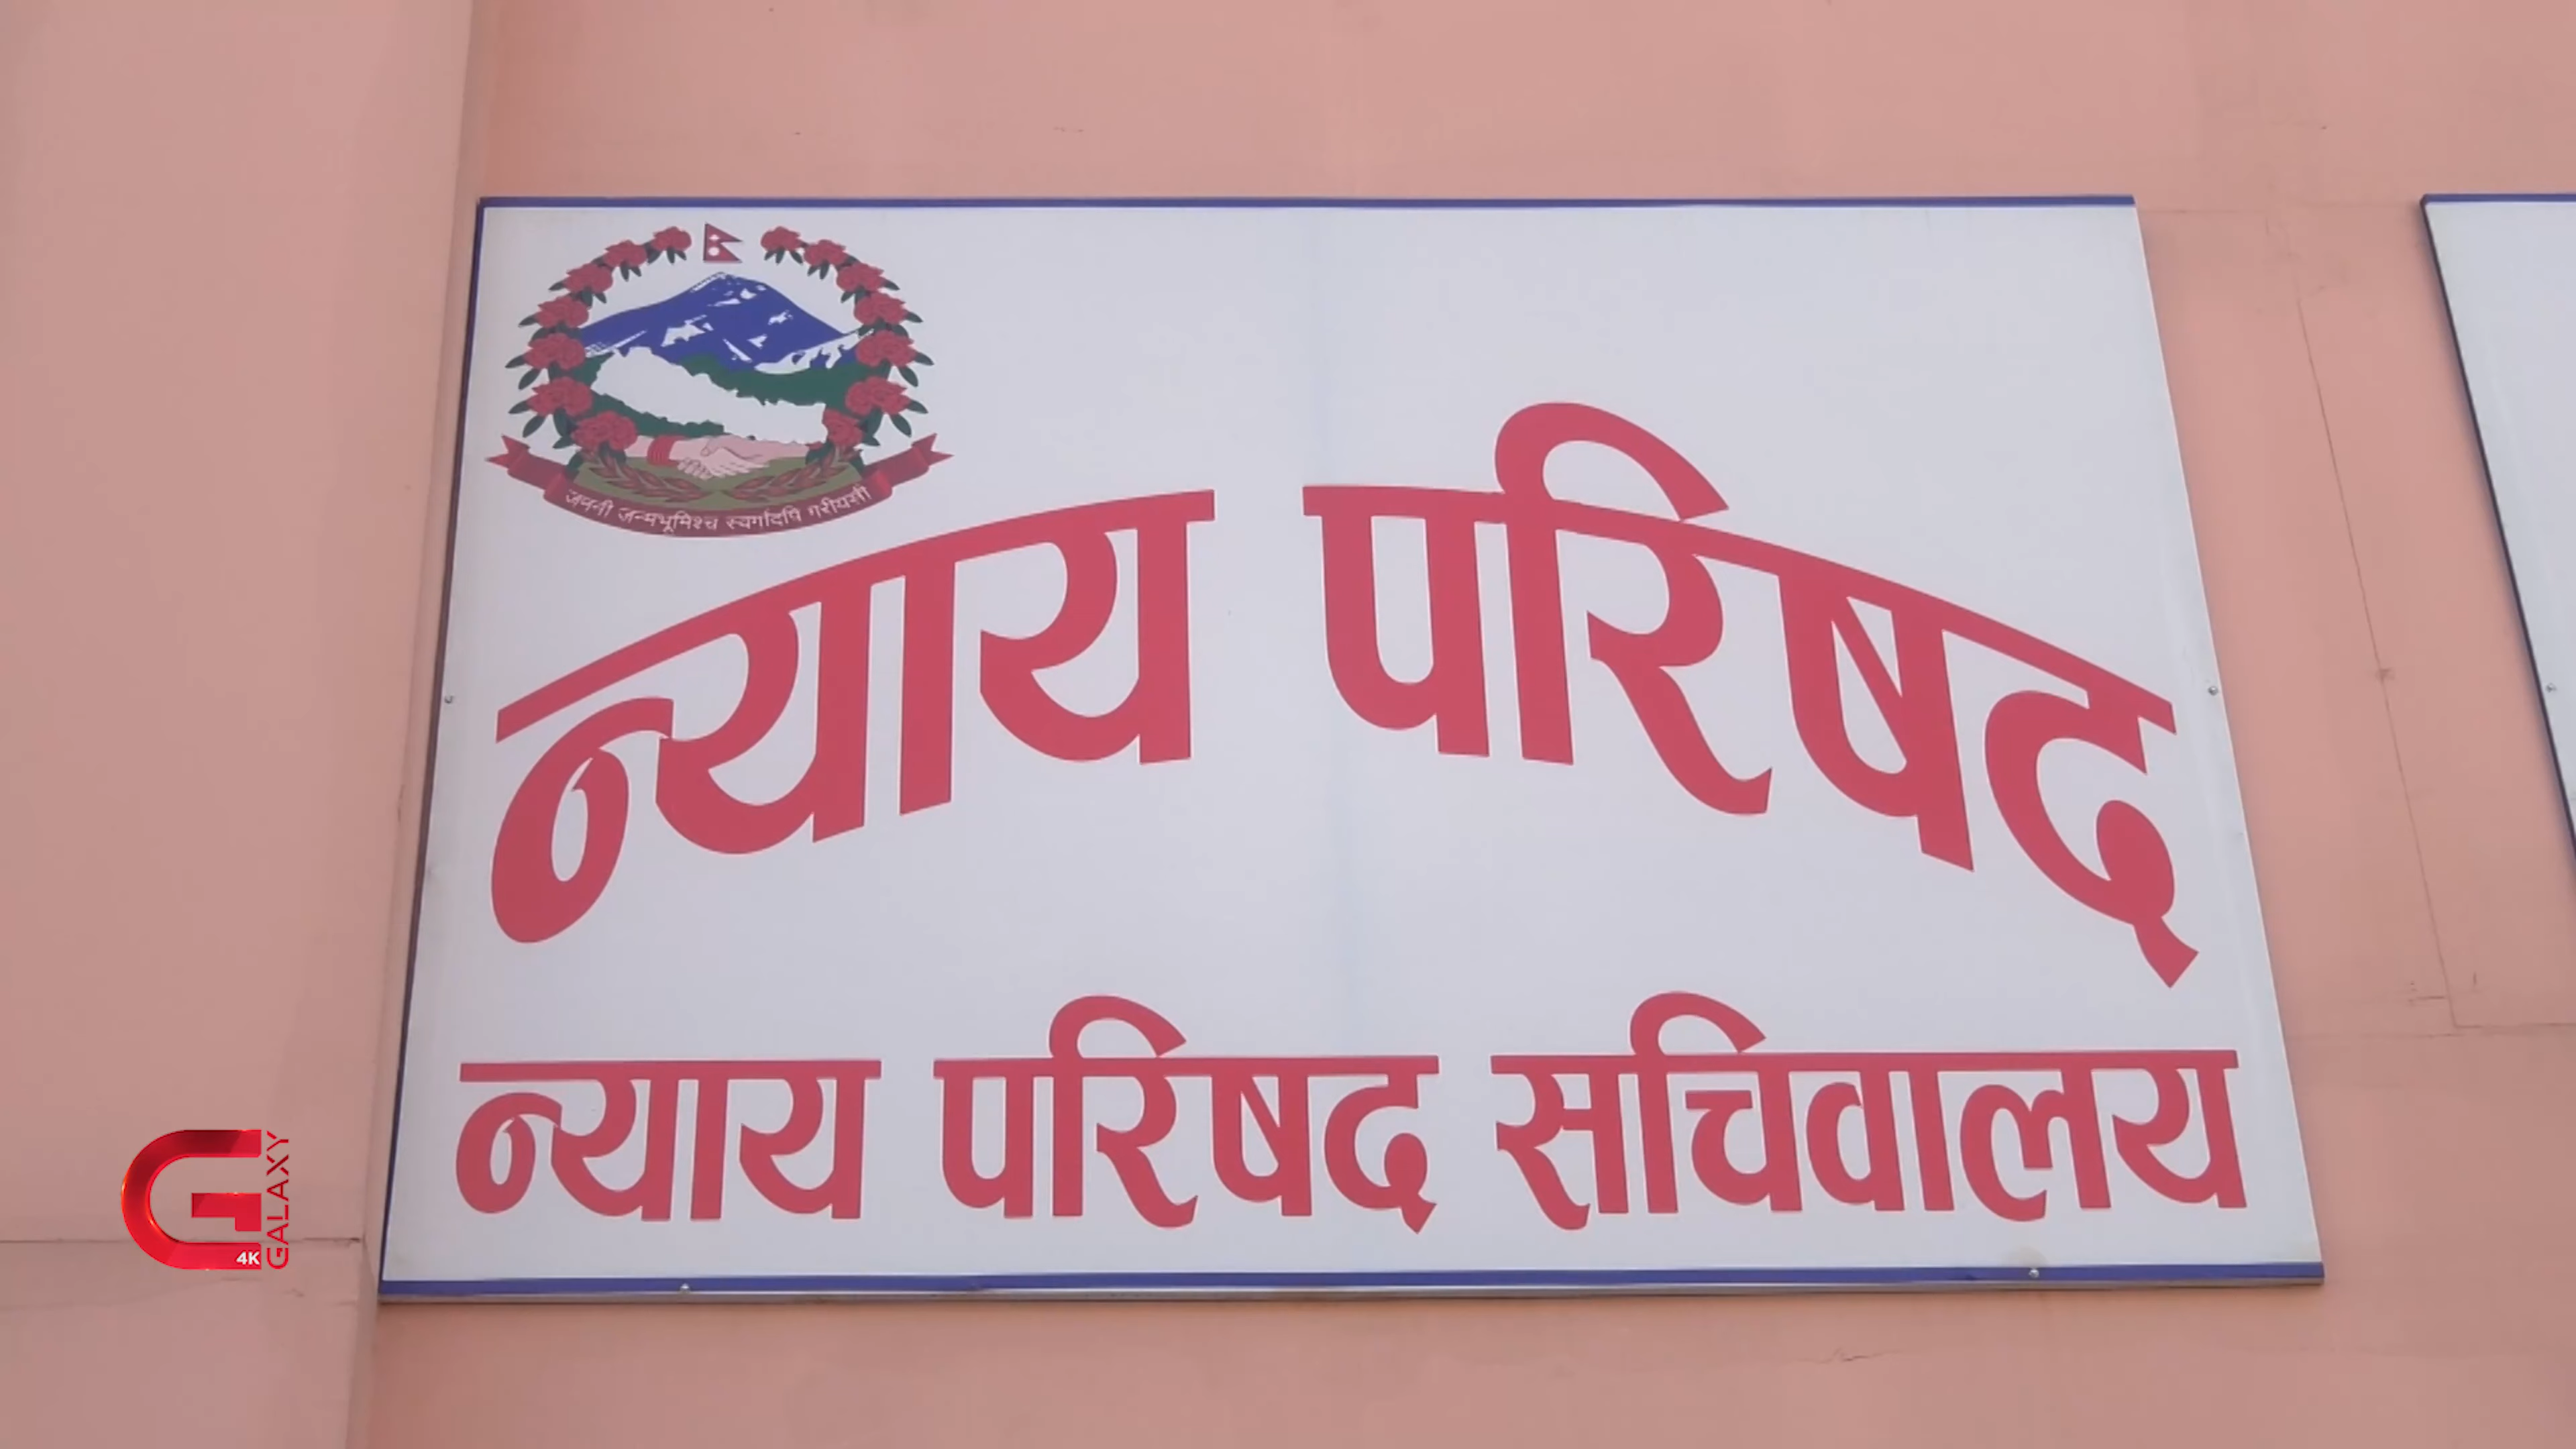 जननी जन्मभूमिश्च स्वर्गादपि गरीयसी
न्याय परिषद
न्याय परिषद सचिवालय
GALAXY
4K